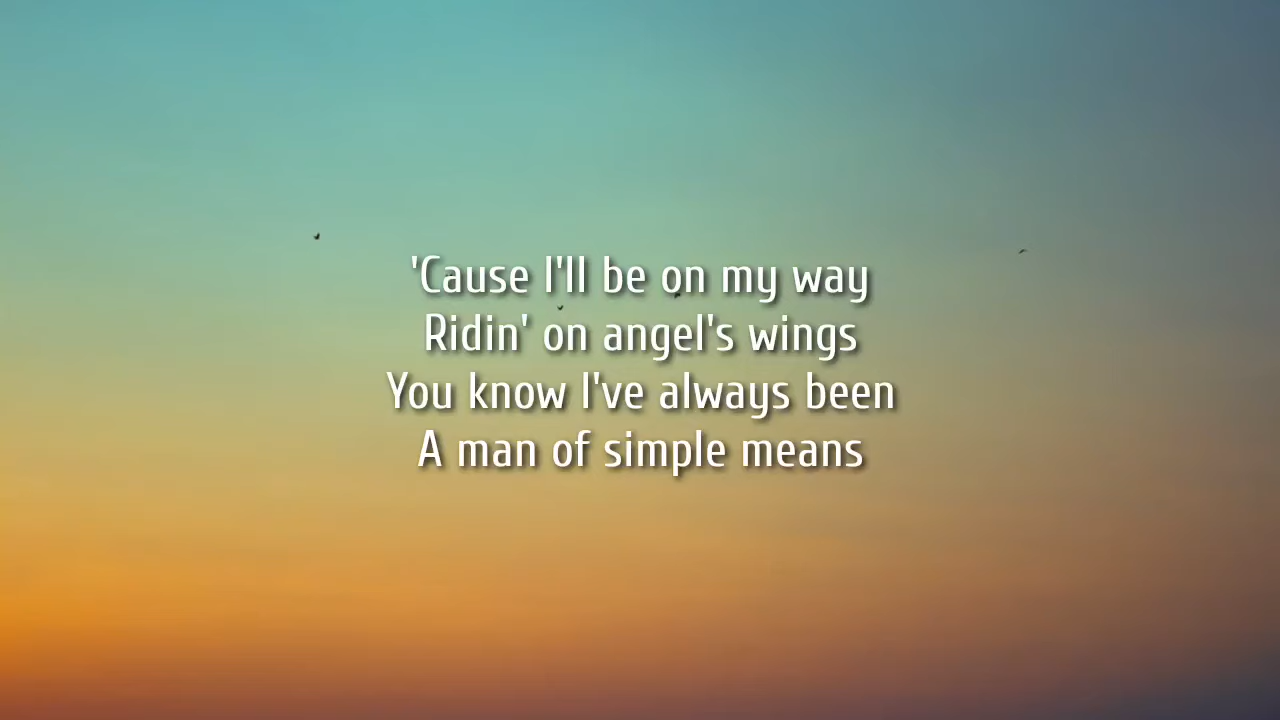 'Cause I'll be on my way
Ridin' on angel's wings
You know I've always been
A man of simple means